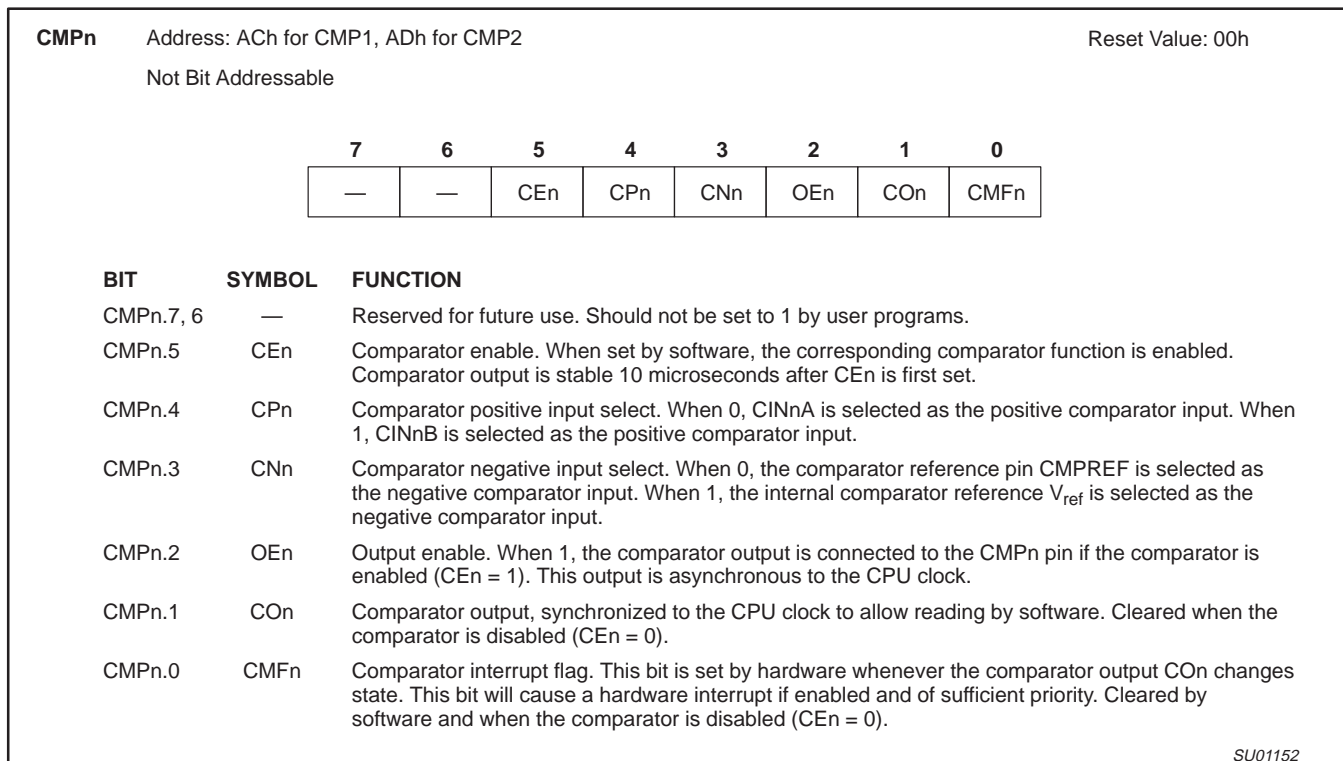 CMPn Address: ACh for CMP1, ADh for CMP2 Reset Value: 00h
Not Bit Addressable
7 6 5 4 3 2 1 0
— — CEn CPn CNn OEn COn CMFn
BIT SYMBOL FUNCTION
CMPn.7, 6 — Reserved for future use. Should not be set to 1 by user programs.
CMPn.5 CEn Comparator enable. When set by software, the corresponding comparator function is enabled.
Comparator output is stable 10 microseconds after CEn is first set.
CMPn.4 CPn Comparator positive input select. When 0, CINnA is selected as the positive comparator input. When
1, CINnB is selected as the positive comparator input.
CMPn.3 CNn Comparator negative input select. When 0, the comparator reference pin CMPREF is selected as
the negative comparator input. When 1, the internal comparator reference Vref is selected as the
negative comparator input.
CMPn.2 OEn Output enable. When 1, the comparator output is connected to the CMPn pin if the comparator is
enabled (CEn = 1). This output is asynchronous to the CPU clock.
CMPn.1 COn Comparator output, synchronized to the CPU clock to allow reading by software. Cleared when the
comparator is disabled (CEn = 0).
CMPn.0 CMFn Comparator interrupt flag. This bit is set by hardware whenever the comparator output COn changes
state. This bit will cause a hardware interrupt if enabled and of sufficient priority. Cleared by
software and when the comparator is disabled (CEn = 0).
SU01152